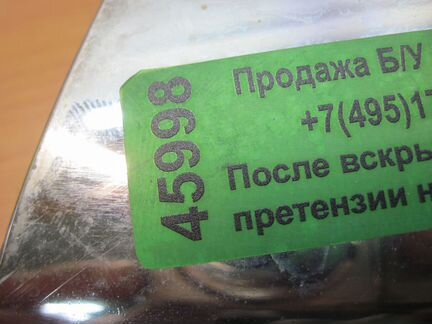 45998
Продажа Б/У
+7(495)17
После вскры
претензии н